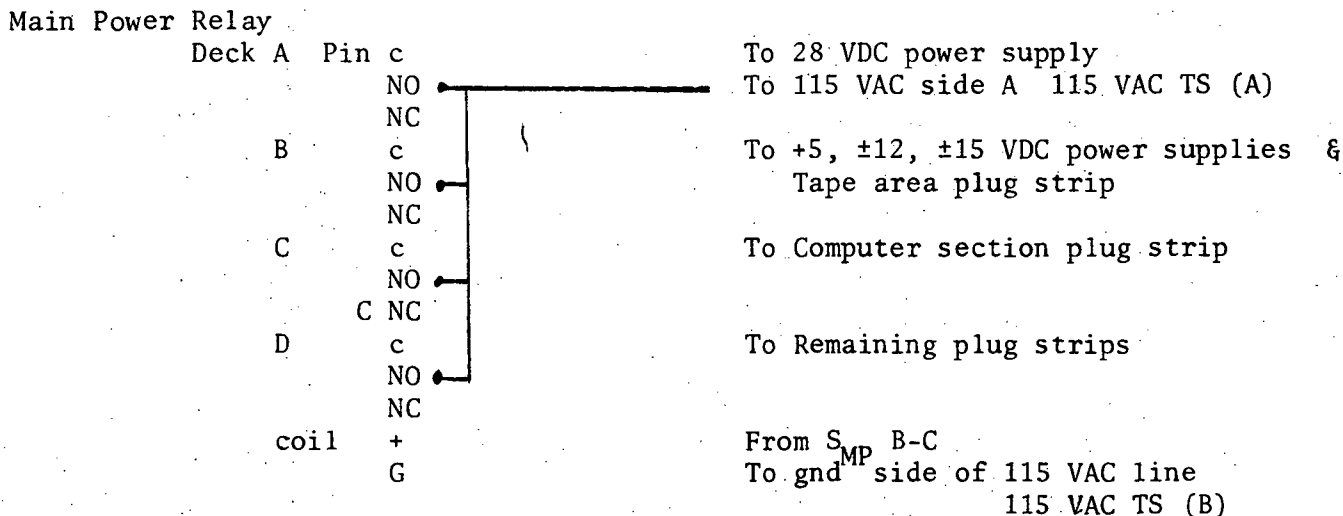 Main Power Relay
Deck A Pin c To 28 VDC power supply
NO To 115 VAC side A 115 VAC TS (A)
NC
B c To +5, ±12, ±15 VDC power supplies &
NO Tape area plug strip
NC
C c To Computer section plug strip
NO
C NC
D c To Remaining plug strips
NO
NC
coil + From SMP B-C
G To gnd side of 115 VAC line
115 VAC TS (B)